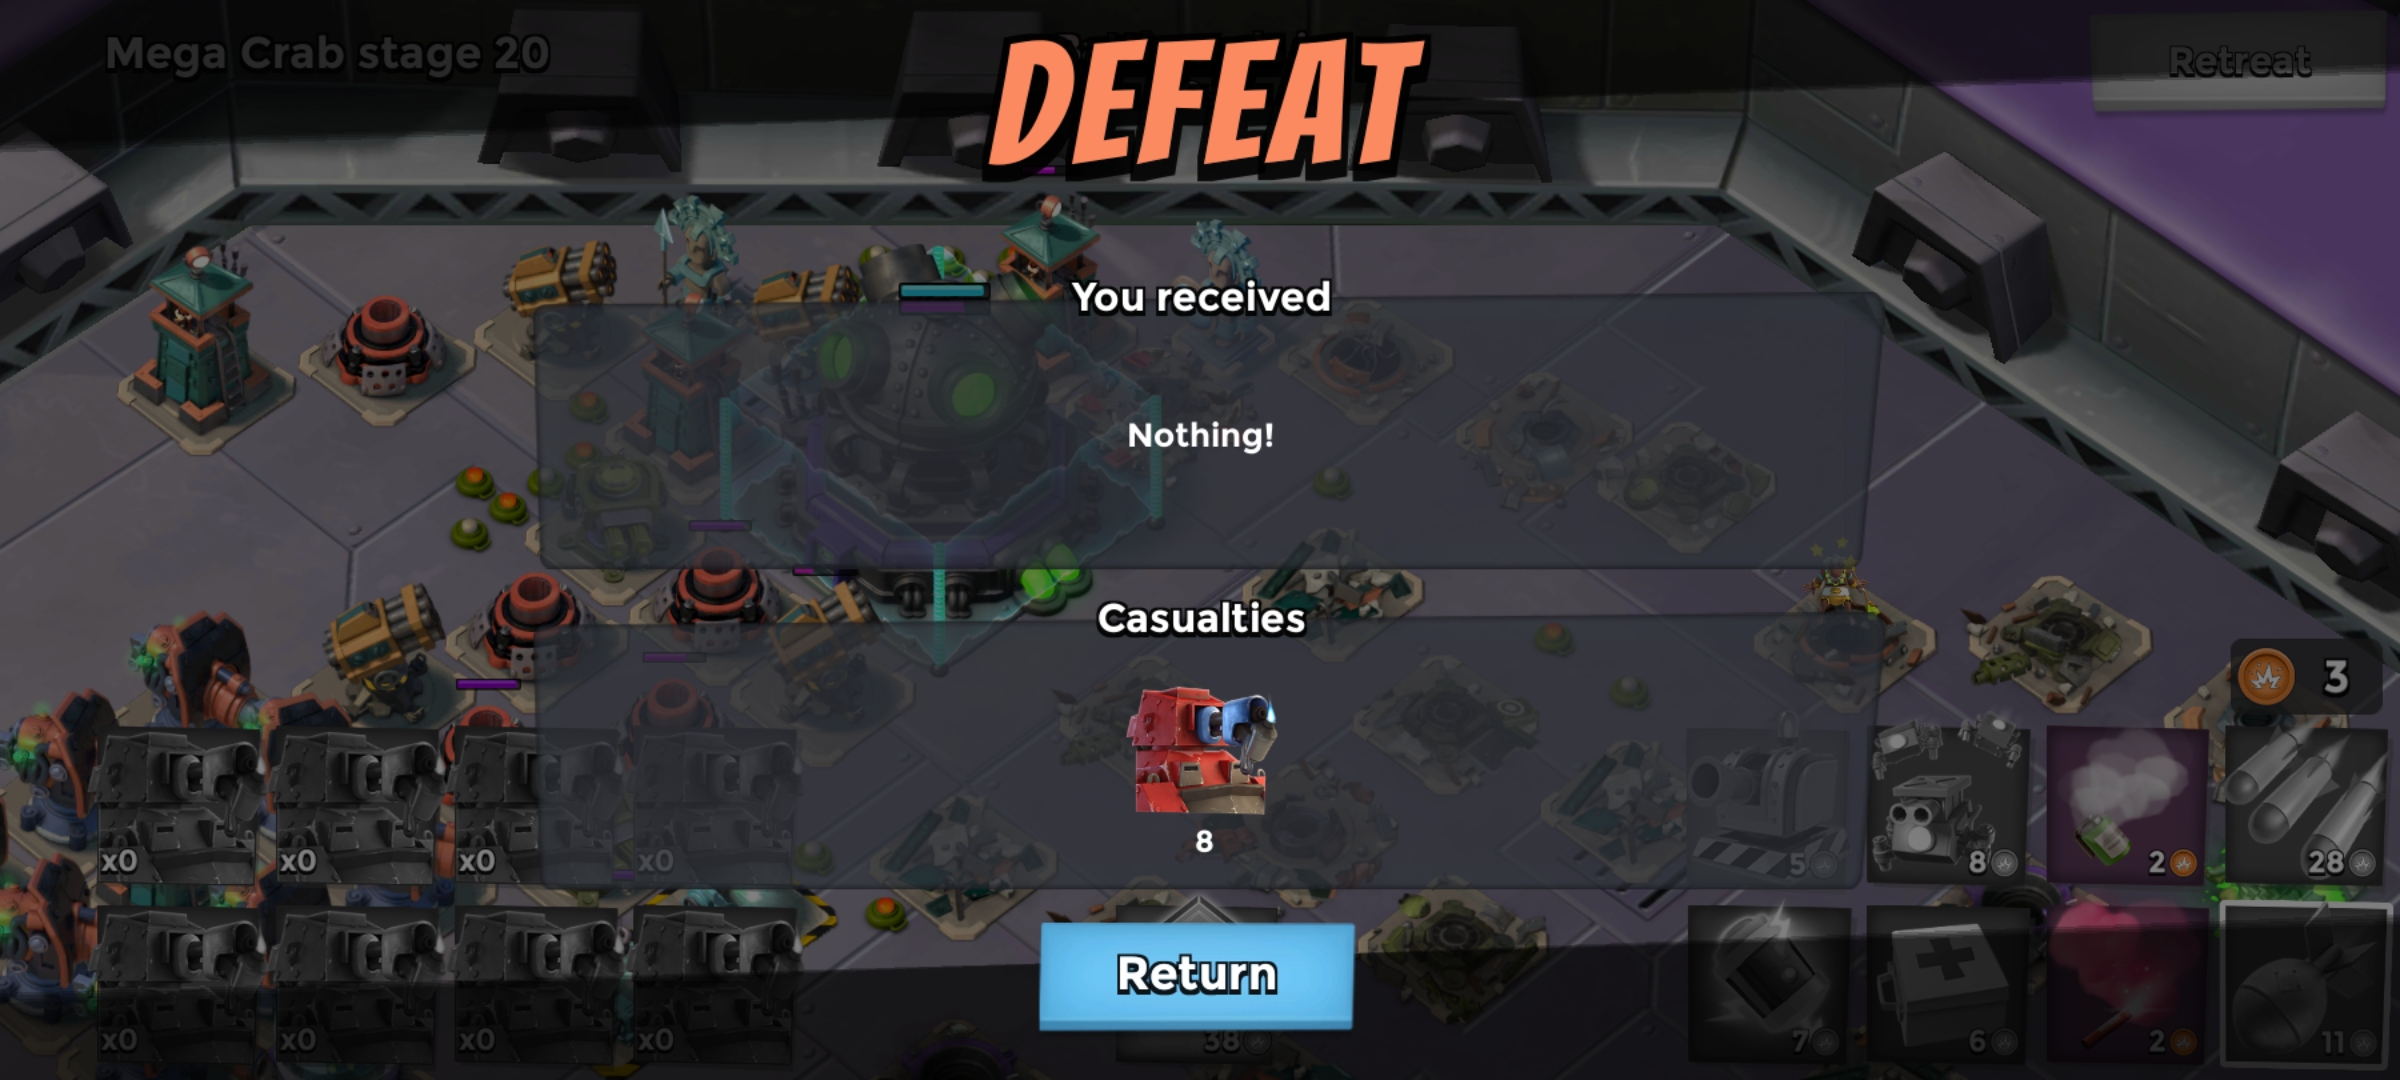 Mega Crab stage 20
DEFEAT
Retreat
You received
Nothing!
Casualties
8
3
x0
x0
x0
x0
5
8
2
28
x0
x0
x0
x0
Return
38
7
6
2
11